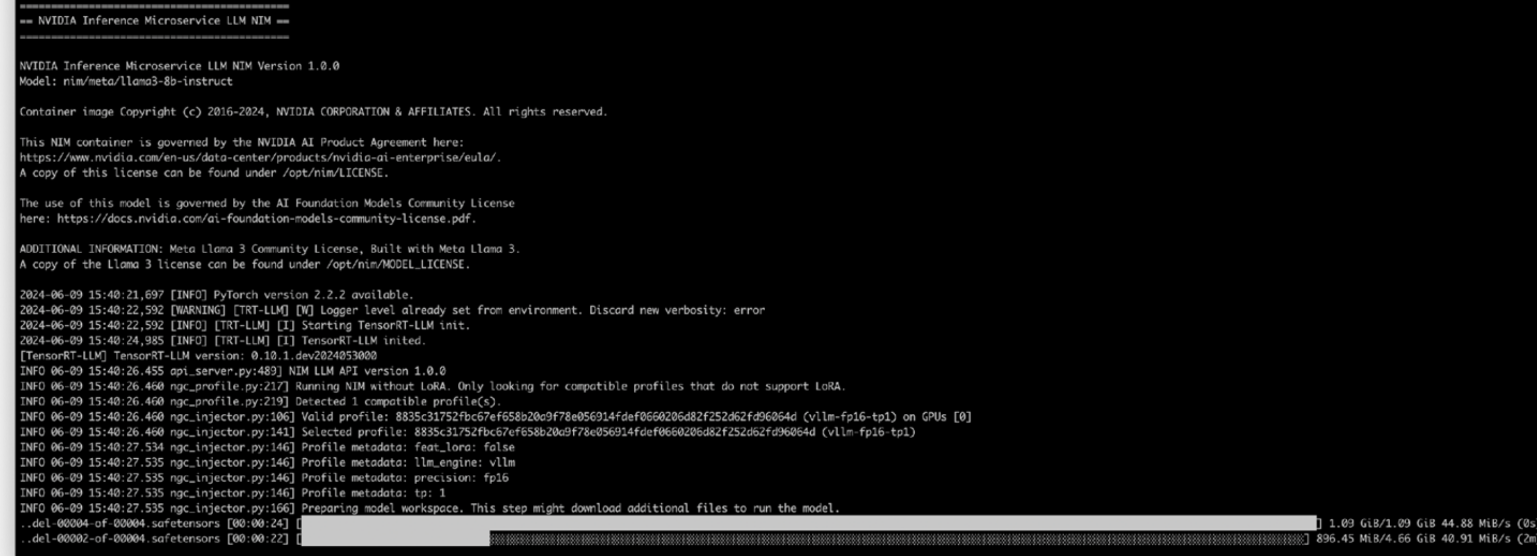 ===========================================
== NVIDIA Inference Microservice LLM NIM ==
===========================================
NVIDIA Inference Microservice LLM NIM Version 1.0.0
Model: nim/meta/llama3-8b-instruct
Container image Copyright (c) 2016-2024, NVIDIA CORPORATION & AFFILIATES. All rights reserved.
This NIM container is governed by the NVIDIA AI Product Agreement here:
https://www.nvidia.com/en-us/data-center/products/nvidia-ai-enterprise/eula/.
A copy of this license can be found under /opt/nim/LICENSE.
The use of this model is governed by the AI Foundation Models Community License
here: https://docs.nvidia.com/ai-foundation-models-community-license.pdf.
ADDITIONAL INFORMATION: Meta Llama 3 Community License, Built with Meta Llama 3.
A copy of the Llama 3 license can be found under /opt/nim/MODEL_LICENSE.
2024-06-09 15:40:21,697 [INFO] PyTorch version 2.2.2 available.
2024-06-09 15:40:22,592 [WARNING] [TRT-LLM] [W] Logger level already set from environment. Discard new verbosity: error
2024-06-09 15:40:22,592 [INFO] [TRT-LLM] [I] Starting TensorRT-LLM init.
2024-06-09 15:40:24,985 [INFO] [TRT-LLM] [I] TensorRT-LLM inited.
[TensorRT-LLM] TensorRT-LLM version: 0.10.1.dev2024053000
INFO 06-09 15:40:26.455 api_server.py:489] NIM LLM API version 1.0.0
INFO 06-09 15:40:26.460 ngc_profile.py:217] Running NIM without LoRA. Only looking for compatible profiles that do not support LoRA.
INFO 06-09 15:40:26.460 ngc_profile.py:219] Detected 1 compatible profile(s).
INFO 06-09 15:40:26.460 ngc_injector.py:106] Valid profile: 8835c31752fbc67ef658b20a9f78e056914fdef0660206d82f252d62fd96064d (vllm-fp16-tp1) on GPUs [0]
INFO 06-09 15:40:26.460 ngc_injector.py:141] Selected profile: 8835c31752fbc67ef658b20a9f78e056914fdef0660206d82f252d62fd96064d (vllm-fp16-tp1)
INFO 06-09 15:40:27.534 ngc_injector.py:146] Profile metadata: feat_lora: false
INFO 06-09 15:40:27.535 ngc_injector.py:146] Profile metadata: llm_engine: vllm
INFO 06-09 15:40:27.535 ngc_injector.py:146] Profile metadata: precision: fp16
INFO 06-09 15:40:27.535 ngc_injector.py:146] Profile metadata: tp: 1
INFO 06-09 15:40:27.535 ngc_injector.py:166] Preparing model workspace. This step might download additional files to run the model.
..del-00004-of-00004.safetensors [00:00:24] [ ] 1.09 GiB/1.09 GiB 44.88 MiB/s (0s
..del-00002-of-00004.safetensors [00:00:22] [ ] 896.45 MiB/4.66 GiB 40.91 MiB/s (2m